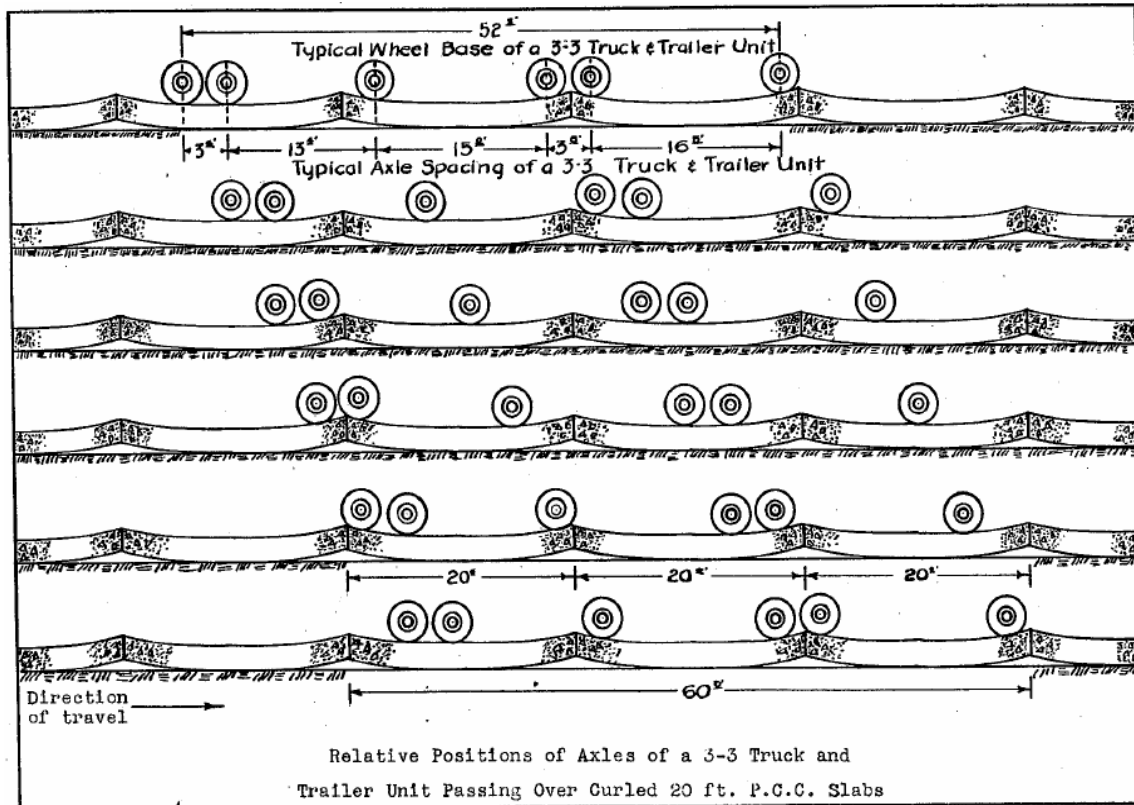 52'
Typical Wheel Base of a 3-3 Truck & Trailer Unit
3' 13' 15' 3' 16'
Typical Axle Spacing of a 3-3 Truck & Trailer Unit
20' 20' 20'
60'
Direction
of travel
Relative Positions of Axles of a 3-3 Truck and
Trailer Unit Passing Over Curled 20 ft. P.C.C. Slabs